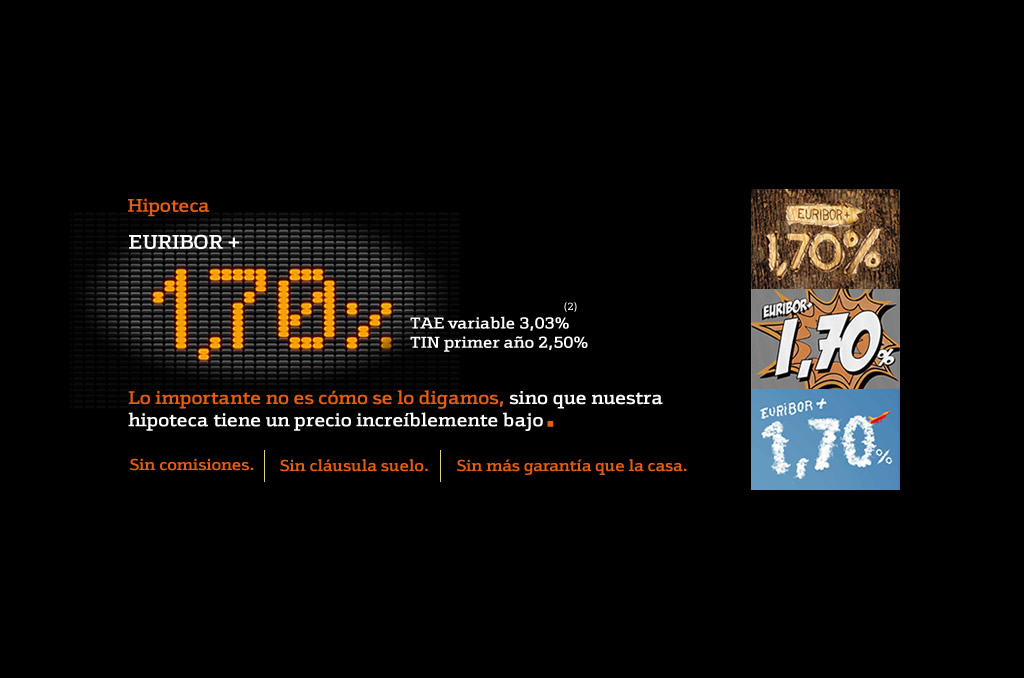 Hipoteca
EURIBOR +
1,70%
(2)
TAE variable 3,03%
TIN primer año 2,50%
Lo importante no es cómo se lo digamos, sino que nuestra
hipoteca tiene un precio increíblemente bajo.
Sin comisiones.
Sin cláusula suelo.
Sin más garantía que la casa.
EURIBOR+
1,70%
EURIBOR+
1,70%
EURIBOR +
1,70%